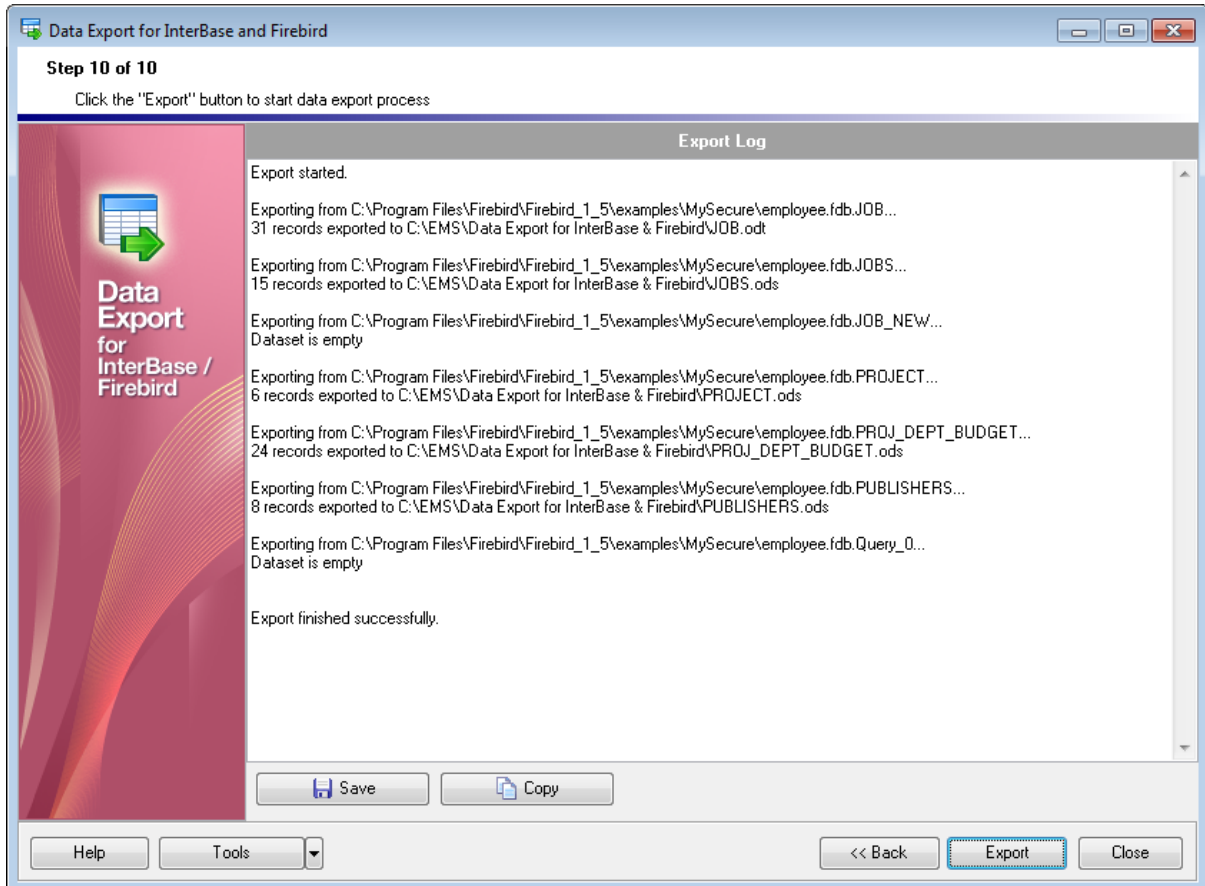 Data Export for InterBase and Firebird
Step 10 of 10
Click the "Export" button to start data export process
Data
Export
for
InterBase /
Firebird
Export Log
Export started.
Exporting from C:\Program Files\Firebird\Firebird_1_5\examples\MySecure\employee.fdb.JOB...
31 records exported to C:\EMS\Data Export for InterBase & Firebird\JOB.odt
Exporting from C:\Program Files\Firebird\Firebird_1_5\examples\MySecure\employee.fdb.JOBS...
15 records exported to C:\EMS\Data Export for InterBase & Firebird\JOBS.ods
Exporting from C:\Program Files\Firebird\Firebird_1_5\examples\MySecure\employee.fdb.JOB_NEW...
Dataset is empty
Exporting from C:\Program Files\Firebird\Firebird_1_5\examples\MySecure\employee.fdb.PROJECT...
6 records exported to C:\EMS\Data Export for InterBase & Firebird\PROJECT.ods
Exporting from C:\Program Files\Firebird\Firebird_1_5\examples\MySecure\employee.fdb.PROJ_DEPT_BUDGET...
24 records exported to C:\EMS\Data Export for InterBase & Firebird\PROJ_DEPT_BUDGET.ods
Exporting from C:\Program Files\Firebird\Firebird_1_5\examples\MySecure\employee.fdb.PUBLISHERS...
8 records exported to C:\EMS\Data Export for InterBase & Firebird\PUBLISHERS.ods
Exporting from C:\Program Files\Firebird\Firebird_1_5\examples\MySecure\employee.fdb.Query_0...
Dataset is empty
Export finished successfully.
Save
Copy
Help
Tools
<< Back
Export
Close